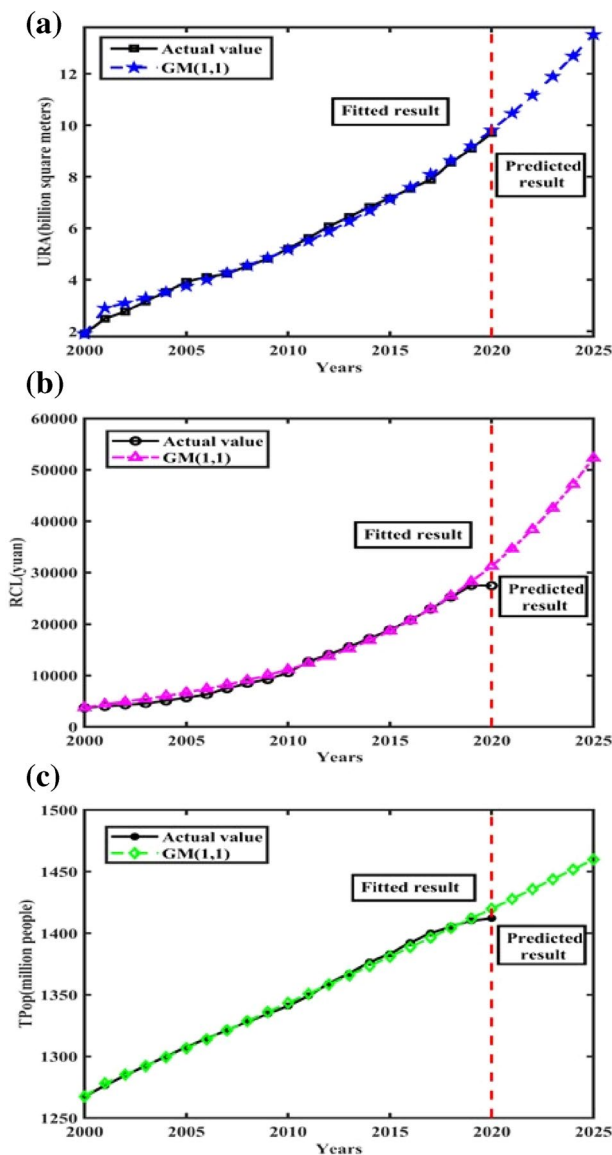 (a)
Actual value
GM(1,1)
12
10
8
6
4
2
Fitted result
Predicted
result
URA(billion square meters)
2000
2005
2010
2015
2020
2025
Years
(b)
60000
50000
40000
30000
20000
10000
0
Actual value
GM(1,1)
Fitted result
Predicted
result
RCL(yuan)
2000
2005
2010
2015
2020
2025
Years
(c)
1500
1450
1400
1350
1300
1250
Actual value
GM(1,1)
Fitted result
Predicted
result
TPop(million people)
2000
2005
2010
2015
2020
2025
Years